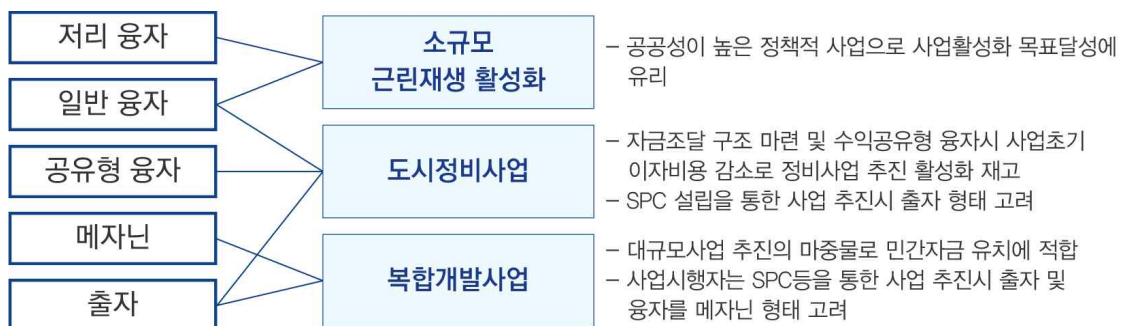 저리 융자
일반 융자
공유형 융자
메자닌
출자
소규모
근린재생 활성화
도시정비사업
복합개발사업
– 공공성이 높은 정책적 사업으로 사업활성화 목표달성에
유리
– 자금조달 구조 마련 및 수익공유형 융자시 사업초기
이자비용 감소로 정비사업 추진 활성화 재고
– SPC 설립을 통한 사업 추진시 출자 형태 고려
– 대규모사업 추진의 마중물로 민간자금 유치에 적합
– 사업시행자는 SPC등을 통한 사업 추진시 출자 및
융자를 메자닌 형태 고려